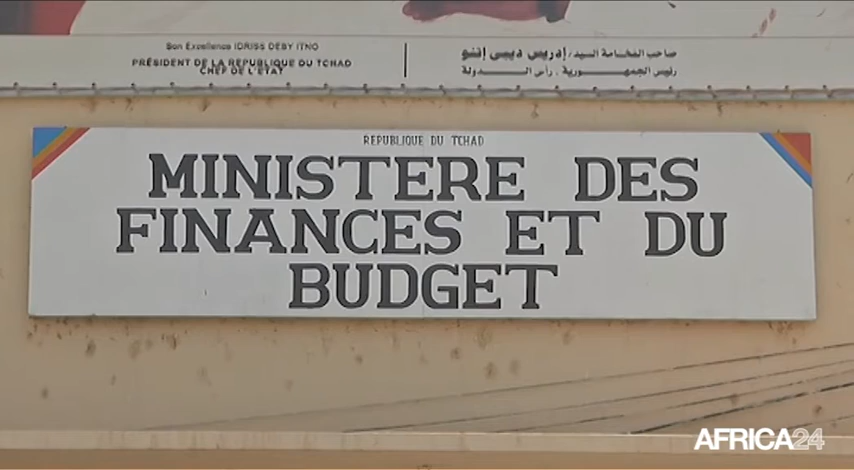 Son Excellence IDRISS DEBY ITNO
PRÉSIDENT DE LA REPUBLIQUE DU TCHAD
CHEF DE L'ETAT
صاحب الفخامة السيد/ إدريس ديبي إتنو
رئيس الجمهورية . رأس الدولة
REPUBLIQUE DU TCHAD
MINISTERE DES
FINANCES ET DU
BUDGET
AFRICA24